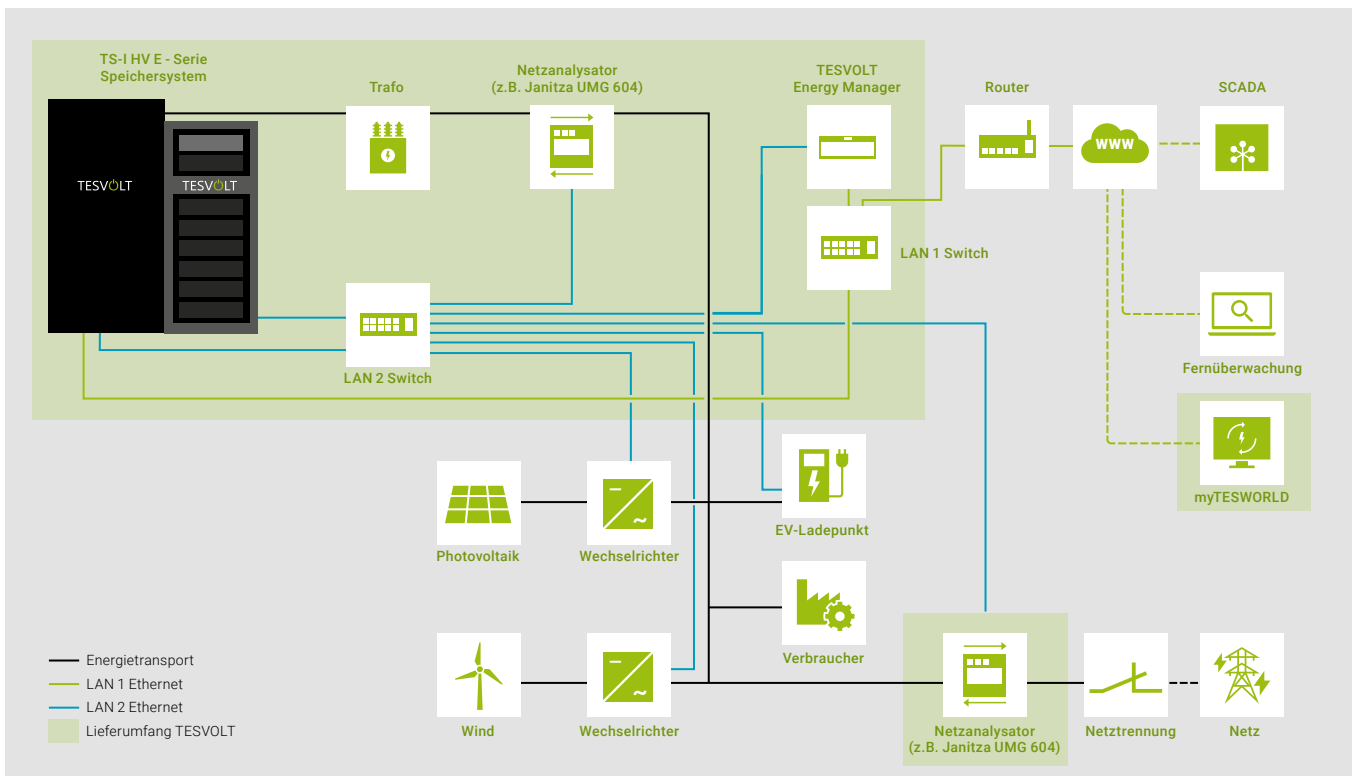 TS-I HV E - Serie
Speichersystem
Trafo
Netzanalysator
(z.B. Janitza UMG 604)
TESVOLT
Energy Manager
Router
SCADA
WWW
TESVOLT
TESVOLT
LAN 1 Switch
LAN 2 Switch
Fernüberwachung
myTESWORLD
Photovoltaik
Wechselrichter
EV-Ladepunkt
Verbraucher
Wind
Wechselrichter
Netzanalysator
(z.B. Janitza UMG 604)
Netztrennung
Netz
Energietransport
LAN 1 Ethernet
LAN 2 Ethernet
Lieferumfang TESVOLT